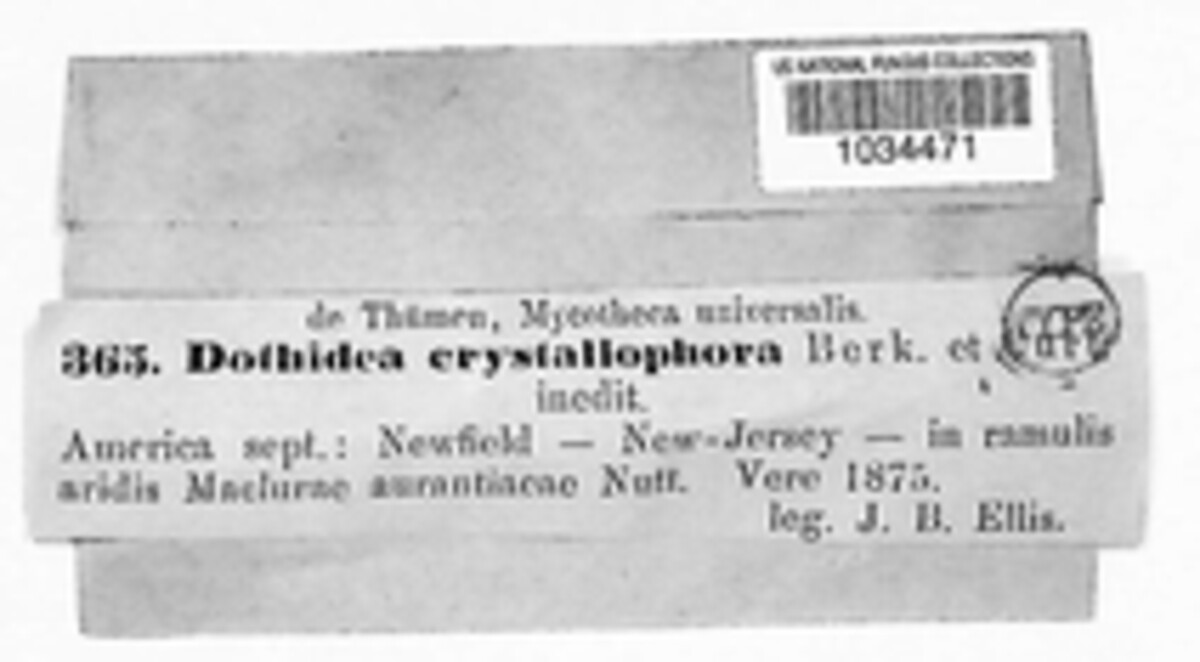 US NATIONAL FUNGUS COLLECTIONS
1034471
de Thümen, Mycotheca universalis.
365. Dothidea crystallophora Berk. et
inedit.
America sept.: Newfield — New-Jersey — in ramulis
aridis Maclurae aurantiacae Nutt. Vere 1875.
leg. J. B. Ellis.